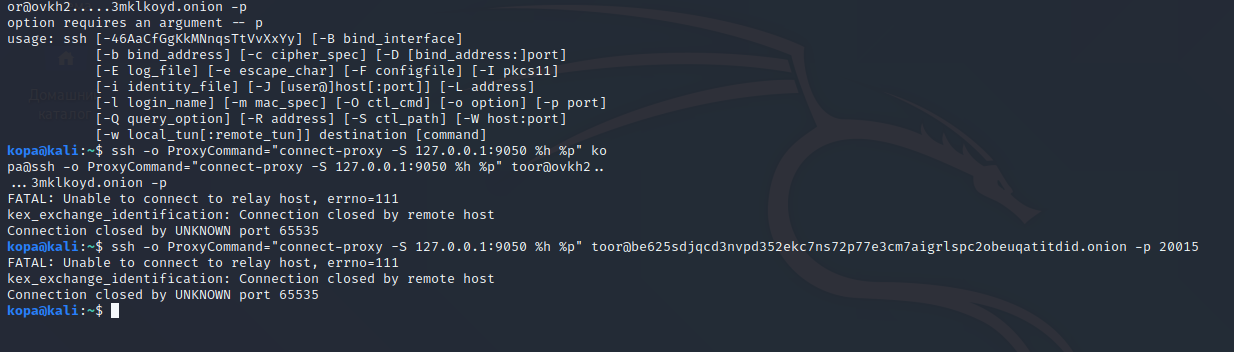 or@ovkh2.....3mklkoyd.onion -p
option requires an argument -- p
usage: ssh [-46AaCfGgKkMNnqsTtVvXxYy] [-B bind_interface]
           [-b bind_address] [-c cipher_spec] [-D [bind_address:]port]
           [-E log_file] [-e escape_char] [-F configfile] [-I pkcs11]
           [-i identity_file] [-J [user@]host[:port]] [-L address]
           [-l login_name] [-m mac_spec] [-O ctl_cmd] [-o option] [-p port]
           [-Q query_option] [-R address] [-S ctl_path] [-W host:port]
           [-w local_tun[:remote_tun]] destination [command]
kopa@kali:~$ ssh -o ProxyCommand="connect-proxy -S 127.0.0.1:9050 %h %p" ko
pa@ssh -o ProxyCommand="connect-proxy -S 127.0.0.1:9050 %h %p" toor@ovkh2..
...3mklkoyd.onion -p
FATAL: Unable to connect to relay host, errno=111
kex_exchange_identification: Connection closed by remote host
Connection closed by UNKNOWN port 65535
kopa@kali:~$ ssh -o ProxyCommand="connect-proxy -S 127.0.0.1:9050 %h %p" toor@be625sdjqcd3nvpd352ekc7ns72p77e3cm7aigrlspc2obeuqatitdid.onion -p 20015
FATAL: Unable to connect to relay host, errno=111
kex_exchange_identification: Connection closed by remote host
Connection closed by UNKNOWN port 65535
kopa@kali:~$